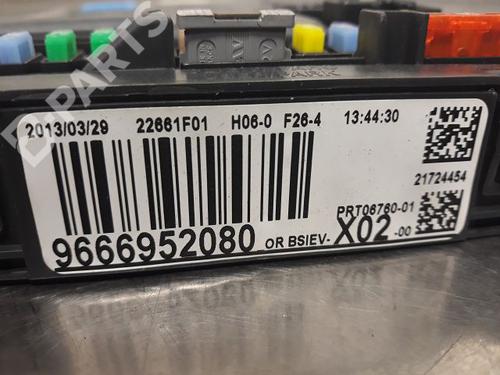 2013/03/29 22661F01 H06-0 F26-4 13:44:30
21724454
PRT06760-01
9666952080 OR BSIEV- X02 -00
B-PARTS